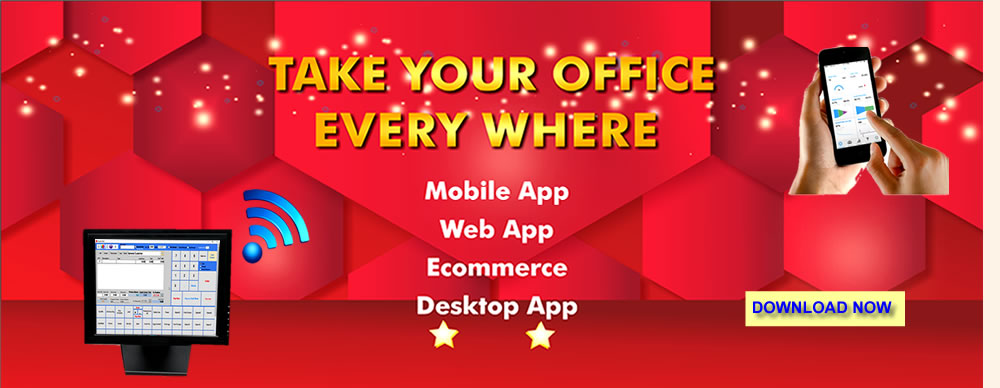 TAKE YOUR OFFICE
EVERY WHERE
Mobile App
Web App
Ecommerce
Desktop App
DOWNLOAD NOW